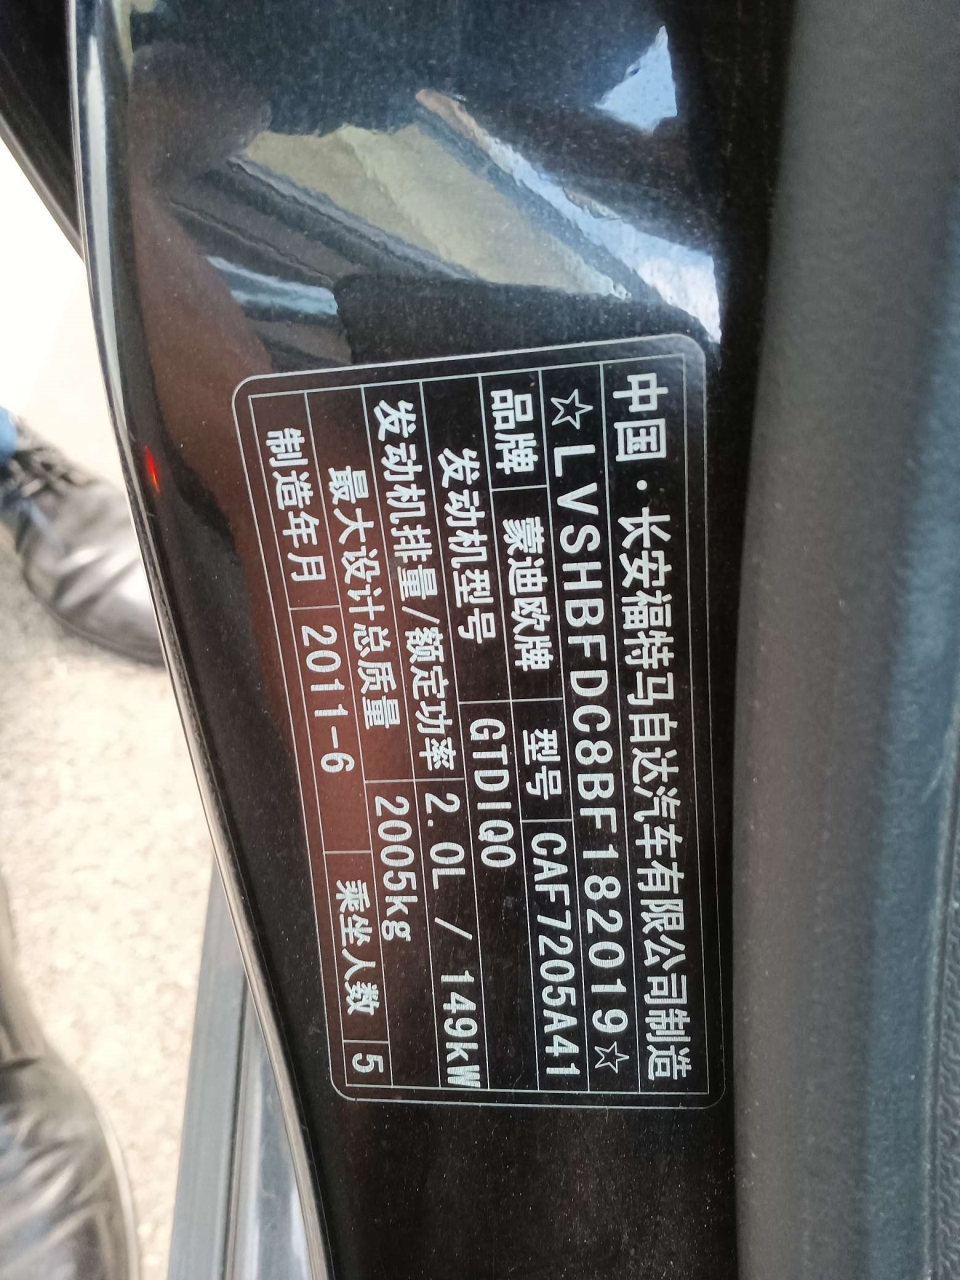 中国·长安福特马自达汽车有限公司制造
☆LVSHBFDC8BF182019☆
品牌 蒙迪欧牌 型号 CAF7205A41
发动机型号 GTDIQ0
发动机排量/额定功率 2.0L / 149kW
最大设计总质量 2005kg
制造年月 2011-6 乘坐人数 5